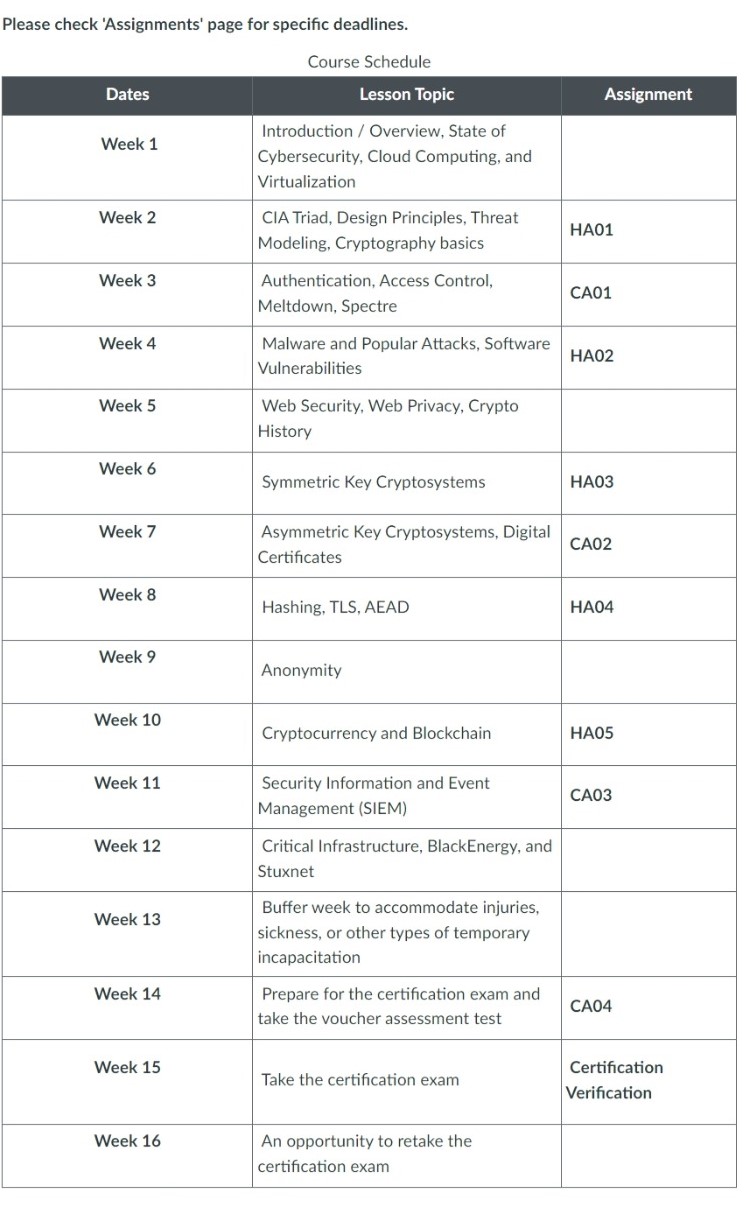 Please check 'Assignments' page for specific deadlines.
Course Schedule
Dates Lesson Topic Assignment
Week 1
Introduction / Overview, State of
Cybersecurity, Cloud Computing, and
Virtualization
Week 2
CIA Triad, Design Principles, Threat
Modeling, Cryptography basics
HA01
Week 3
Authentication, Access Control,
Meltdown, Spectre
CA01
Week 4
Malware and Popular Attacks, Software
Vulnerabilities
HA02
Week 5
Web Security, Web Privacy, Crypto
History
Week 6
Symmetric Key Cryptosystems
HA03
Week 7
Asymmetric Key Cryptosystems, Digital
Certificates
CA02
Week 8
Hashing, TLS, AEAD
HA04
Week 9
Anonymity
Week 10
Cryptocurrency and Blockchain
HA05
Week 11
Security Information and Event
Management (SIEM)
CA03
Week 12
Critical Infrastructure, BlackEnergy, and
Stuxnet
Week 13
Buffer week to accommodate injuries,
sickness, or other types of temporary
incapacitation
Week 14
Prepare for the certification exam and
take the voucher assessment test
CA04
Week 15
Take the certification exam
Certification
Verification
Week 16
An opportunity to retake the
certification exam